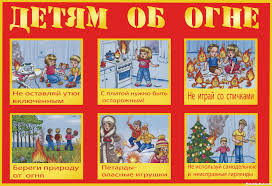 ДЕТЯМ ОБ ОГНЕ
Не оставляй утюг
включенным
С плитой нужно быть
осторожным!
Не играй со спичками
Береги природу
от огня
Петарды-
опасные игрушки
Не используй самодельные
и неисправные гирлянды